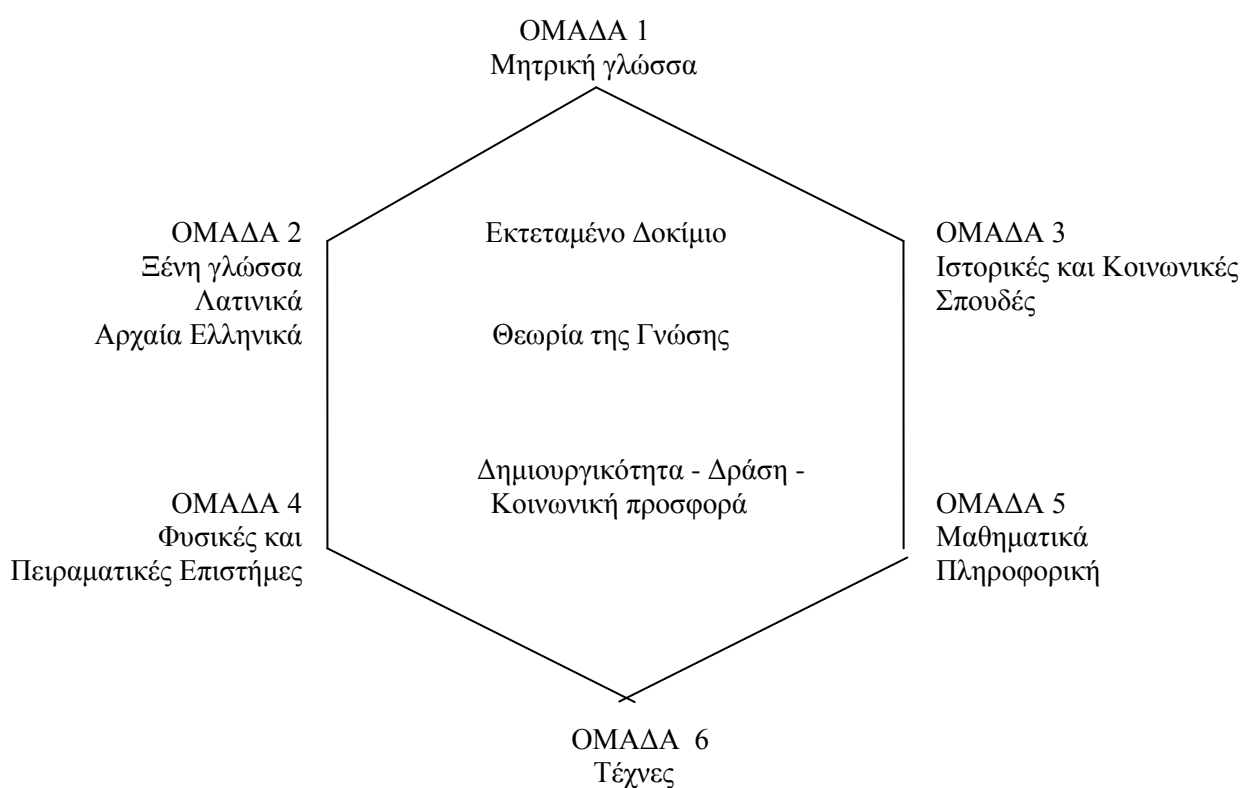 ΟΜΑΔΑ 1
Μητρική γλώσσα
ΟΜΑΔΑ 2
Ξένη γλώσσα
Λατινικά
Αρχαία Ελληνικά
Εκτεταμένο Δοκίμιο
Θεωρία της Γνώσης
Δημιουργικότητα - Δράση -
Κοινωνική προσφορά
ΟΜΑΔΑ 3
Ιστορικές και Κοινωνικές
Σπουδές
ΟΜΑΔΑ 4
Φυσικές και
Πειραματικές Επιστήμες
ΟΜΑΔΑ 5
Μαθηματικά
Πληροφορική
ΟΜΑΔΑ 6
Τέχνες